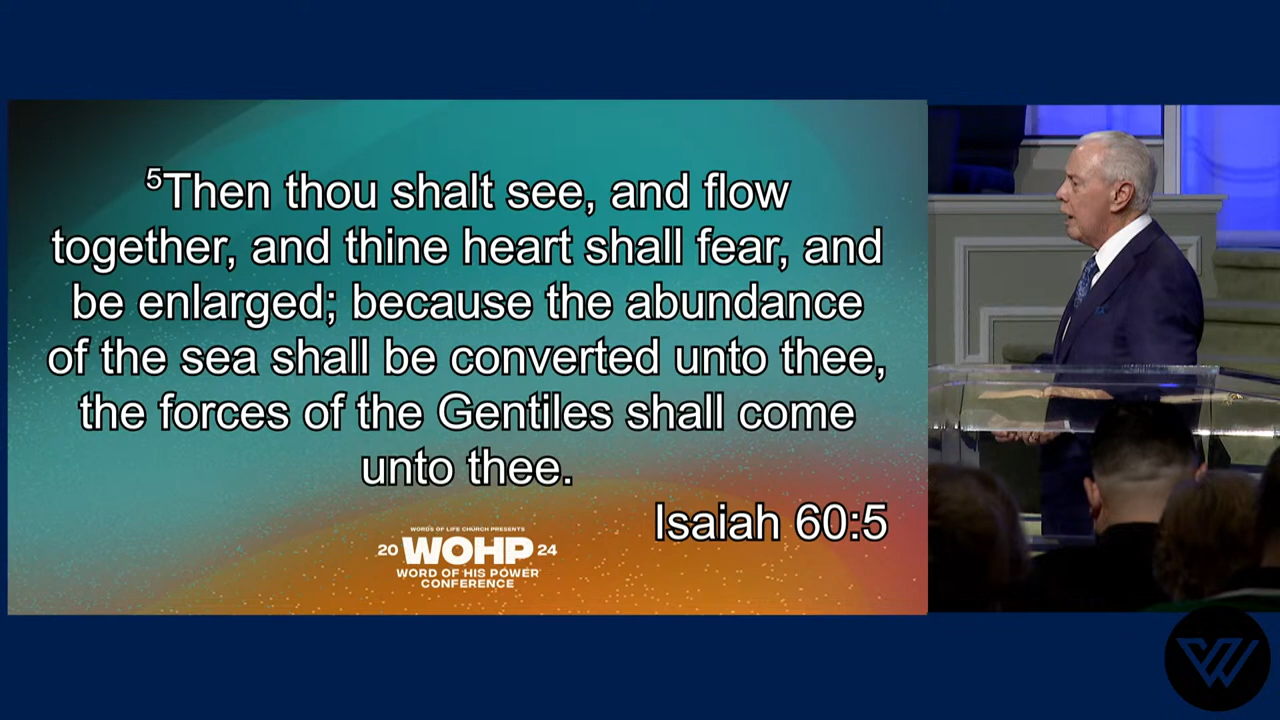 ⁵Then thou shalt see, and flow
together, and thine heart shall fear, and
be enlarged; because the abundance
of the sea shall be converted unto thee,
the forces of the Gentiles shall come
unto thee.
Isaiah 60:5
WORDS OF LIFE CHURCH PRESENTS
20 WOHP 24
WORD OF HIS POWER
CONFERENCE